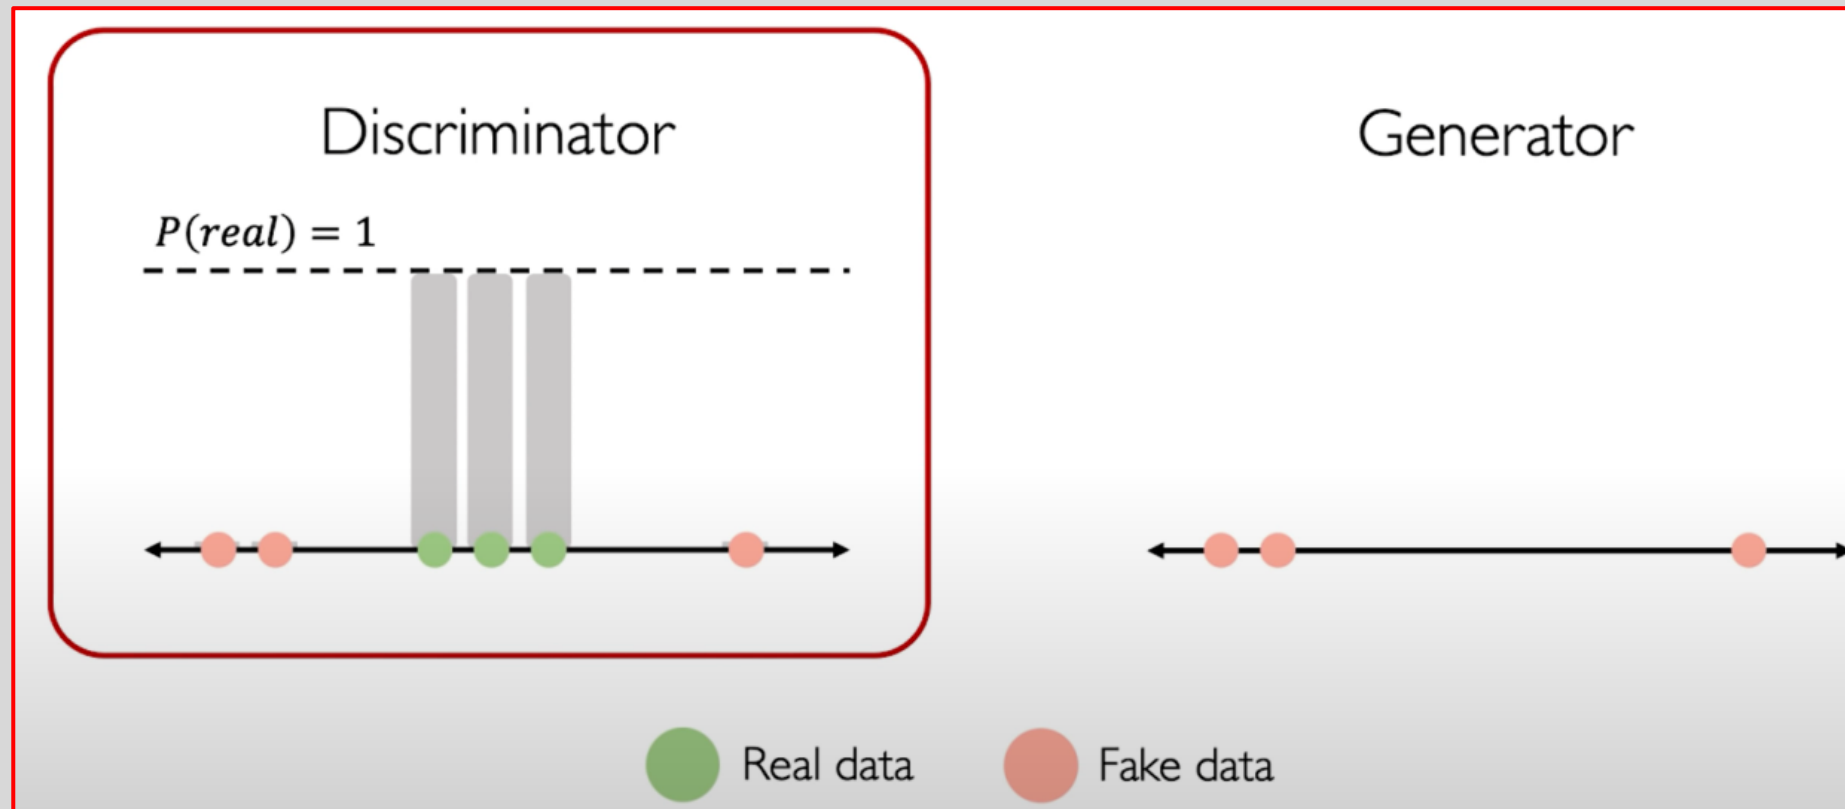 Discriminator
Generator
P(real) = 1
Real data
Fake data